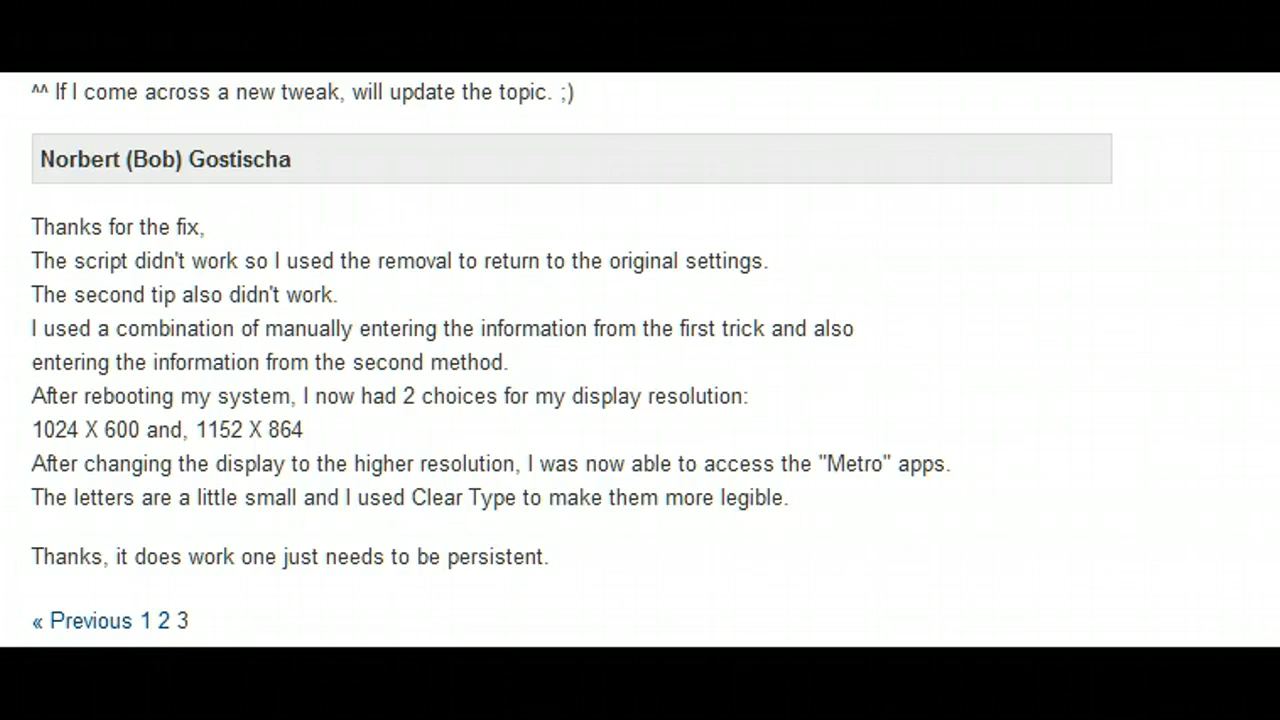 ^^ If I come across a new tweak, will update the topic. ;)
Norbert (Bob) Gostischa
Thanks for the fix,
The script didn't work so I used the removal to return to the original settings.
The second tip also didn't work.
I used a combination of manually entering the information from the first trick and also
entering the information from the second method.
After rebooting my system, I now had 2 choices for my display resolution:
1024 X 600 and, 1152 X 864
After changing the display to the higher resolution, I was now able to access the "Metro" apps.
The letters are a little small and I used Clear Type to make them more legible.
Thanks, it does work one just needs to be persistent.
« Previous 1 2 3